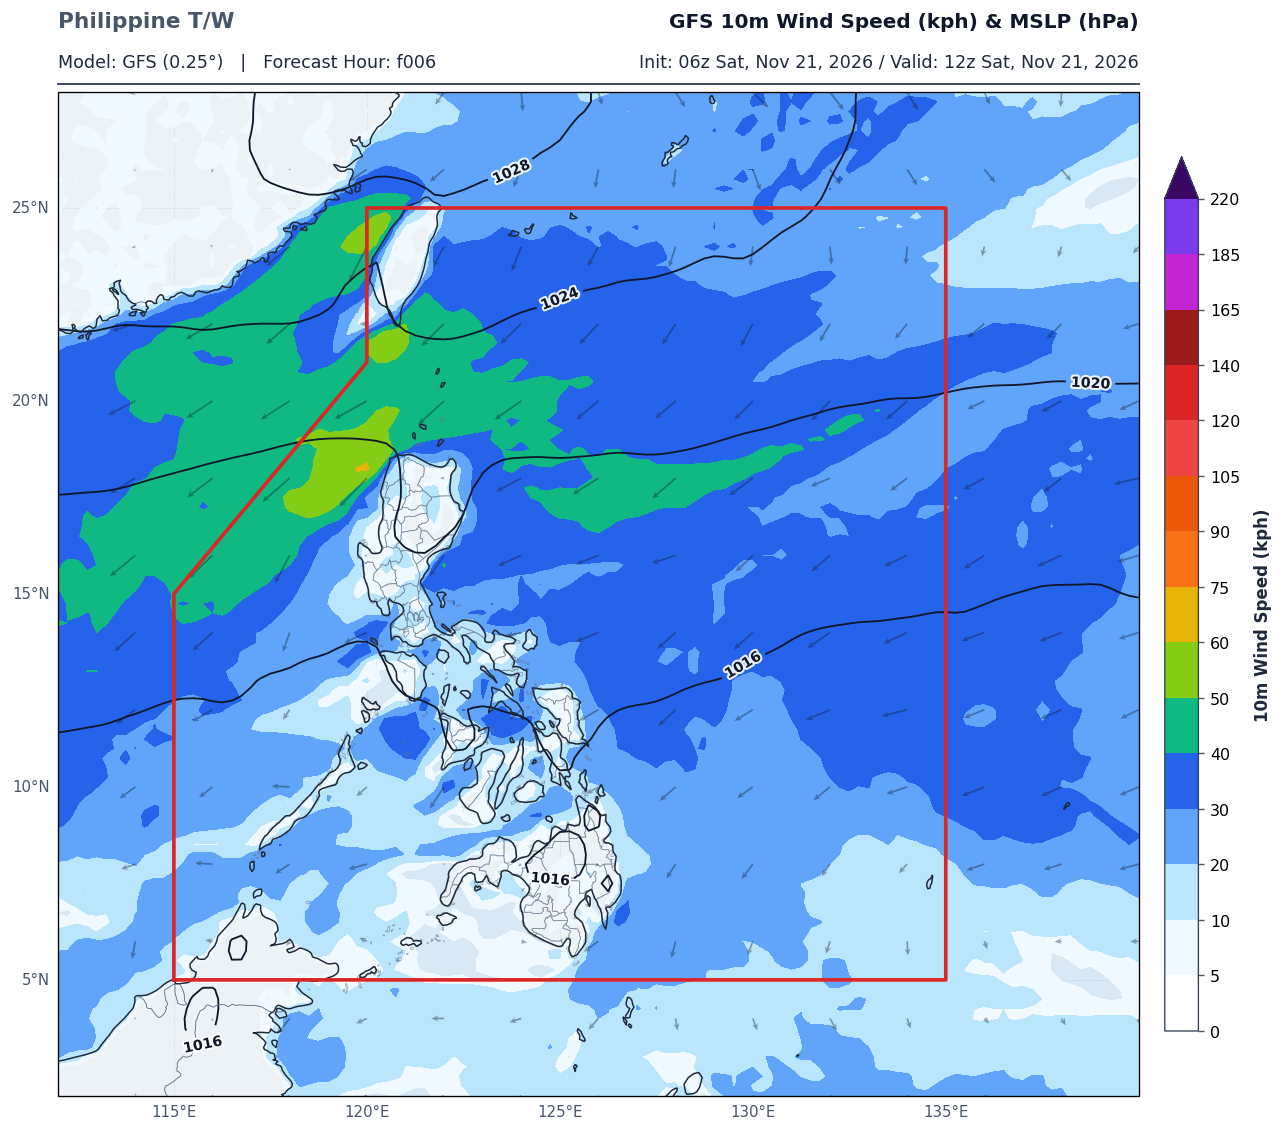 Philippine T/W
GFS 10m Wind Speed (kph) & MSLP (hPa)
Model: GFS (0.25°) | Forecast Hour: f006
Init: 06z Sat, Nov 21, 2026 / Valid: 12z Sat, Nov 21, 2026
1028
1024
1020
1016
1016
1016
25°N
20°N
15°N
10°N
5°N
115°E
120°E
125°E
130°E
135°E
220
185
165
140
120
105
90
75
60
50
40
30
20
10
5
0
10m Wind Speed (kph)